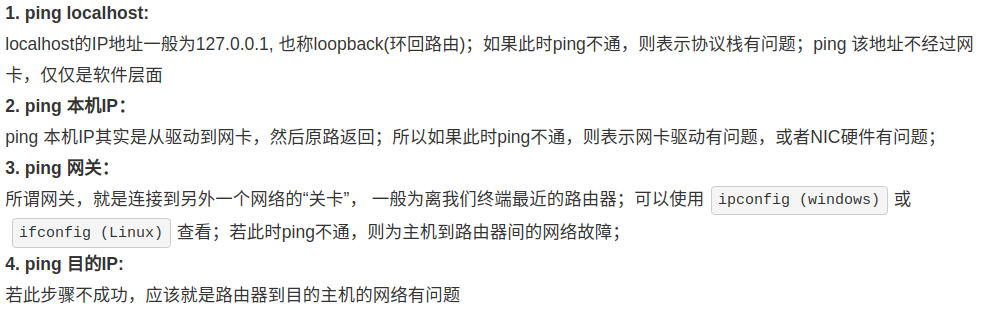 1. ping localhost:
localhost的IP地址一般为127.0.0.1, 也称loopback(环回路由)；如果此时ping不通，则表示协议栈有问题；ping 该地址不经过网
卡，仅仅是软件层面
2. ping 本机IP：
ping 本机IP其实是从驱动到网卡，然后原路返回；所以如果此时ping不通，则表示网卡驱动有问题，或者NIC硬件有问题；
3. ping 网关：
所谓网关，就是连接到另外一个网络的“关卡”， 一般为离我们终端最近的路由器；可以使用 ipconfig (windows) 或
ifconfig (Linux) 查看；若此时ping不通，则为主机到路由器间的网络故障；
4. ping 目的IP:
若此步骤不成功，应该就是路由器到目的主机的网络有问题